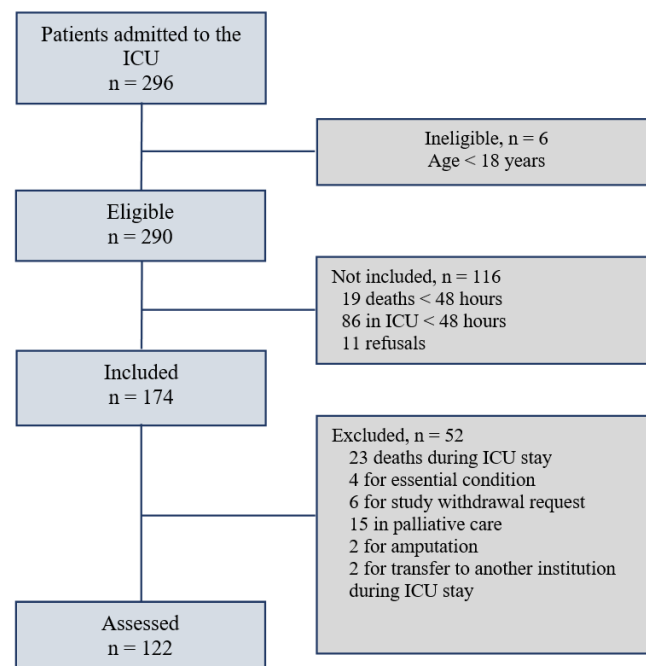 Patients admitted to the
ICU
n = 296
Ineligible, n = 6
Age < 18 years
Eligible
n = 290
Not included, n = 116
19 deaths < 48 hours
86 in ICU < 48 hours
11 refusals
Included
n = 174
Excluded, n = 52
23 deaths during ICU stay
4 for essential condition
6 for study withdrawal request
15 in palliative care
2 for amputation
2 for transfer to another institution
during ICU stay
Assessed
n = 122